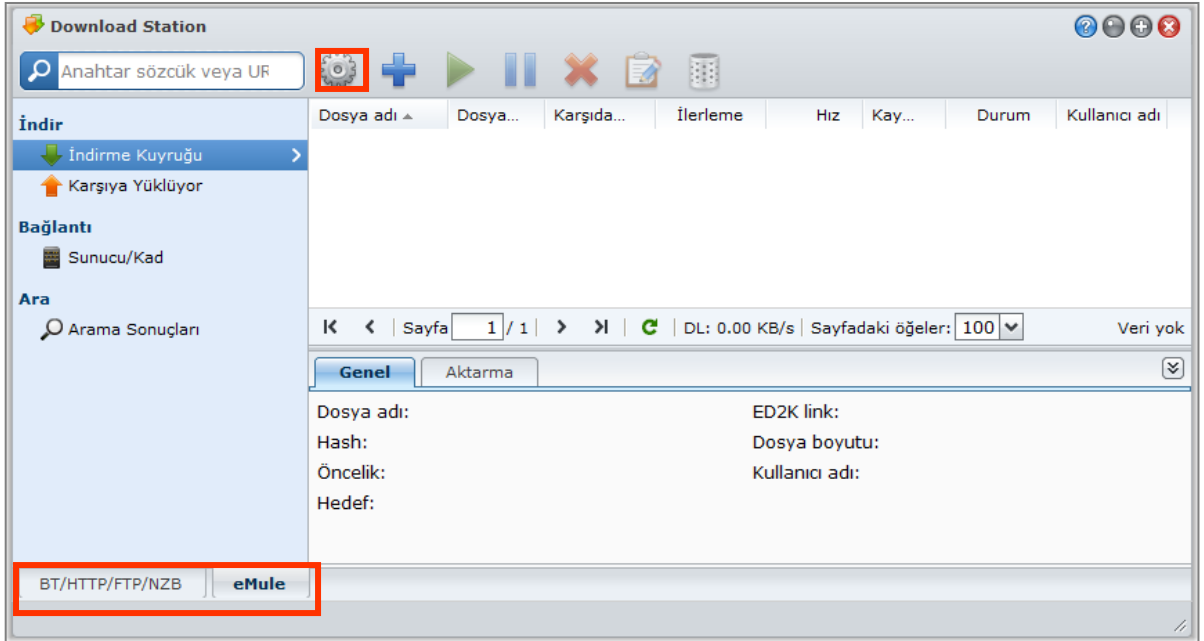 Download Station
Anahtar sözcük veya UR
İndir
İndirme Kuyruğu
Karşıya Yüklüyor
Bağlantı
Sunucu/Kad
Ara
Arama Sonuçları
Dosya adı Dosya... Karşıda... İlerleme Hız Kay... Durum Kullanıcı adı
Sayfa 1 / 1 DL: 0.00 KB/s Sayfadaki öğeler: 100 Veri yok
Genel Aktarma
Dosya adı: ED2K link:
Hash: Dosya boyutu:
Öncelik: Kullanıcı adı:
Hedef:
BT/HTTP/FTP/NZB eMule